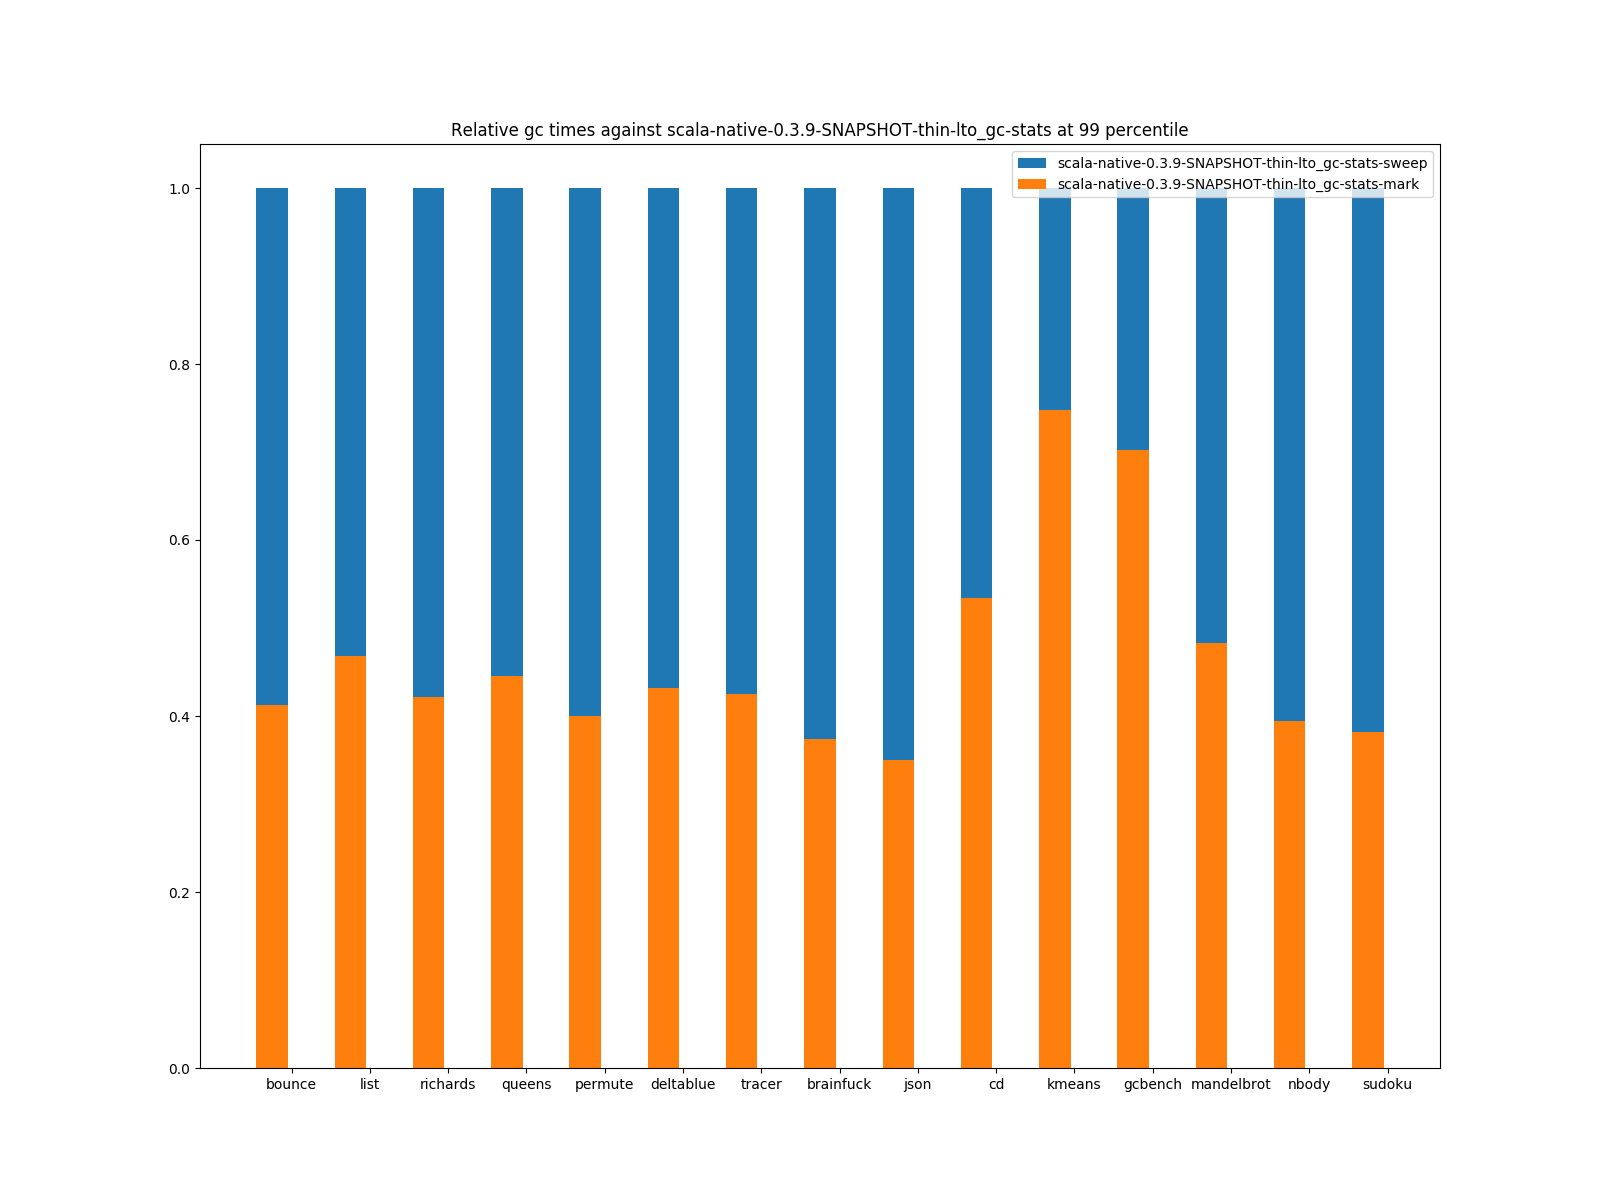 Relative gc times against scala-native-0.3.9-SNAPSHOT-thin-lto_gc-stats at 99 percentile
scala-native-0.3.9-SNAPSHOT-thin-lto_gc-stats-sweep
scala-native-0.3.9-SNAPSHOT-thin-lto_gc-stats-mark
1.0
0.8
0.6
0.4
0.2
0.0
bounce list richards queens permute deltablue tracer brainfuck json cd kmeans gcbench mandelbrot nbody sudoku